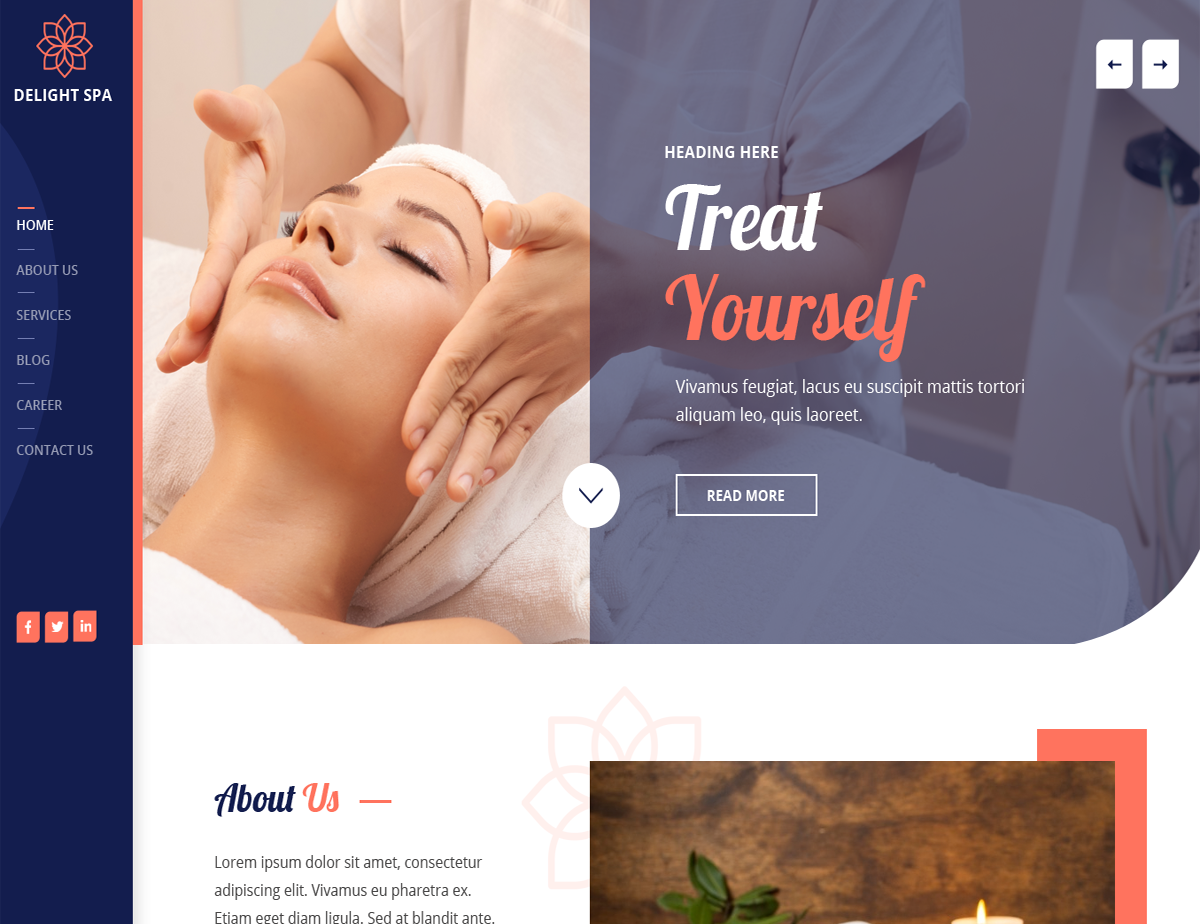 DELIGHT SPA
HOME
ABOUT US
SERVICES
BLOG
CAREER
CONTACT US
HEADING HERE
Treat
Yourself
Vivamus feugiat, lacus eu suscipit mattis tortori
aliquam leo, quis laoreet.
READ MORE
About Us
Lorem ipsum dolor sit amet, consectetur
adipiscing elit. Vivamus eu pharetra ex.
Etiam eget diam ligula. Sed at blandit ante.